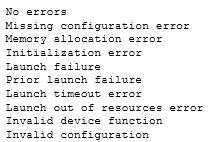 No errors
Missing configuration error
Memory allocation error
Initialization error
Launch failure
Prior launch failure
Launch timeout error
Launch out of resources error
Invalid device function
Invalid configuration